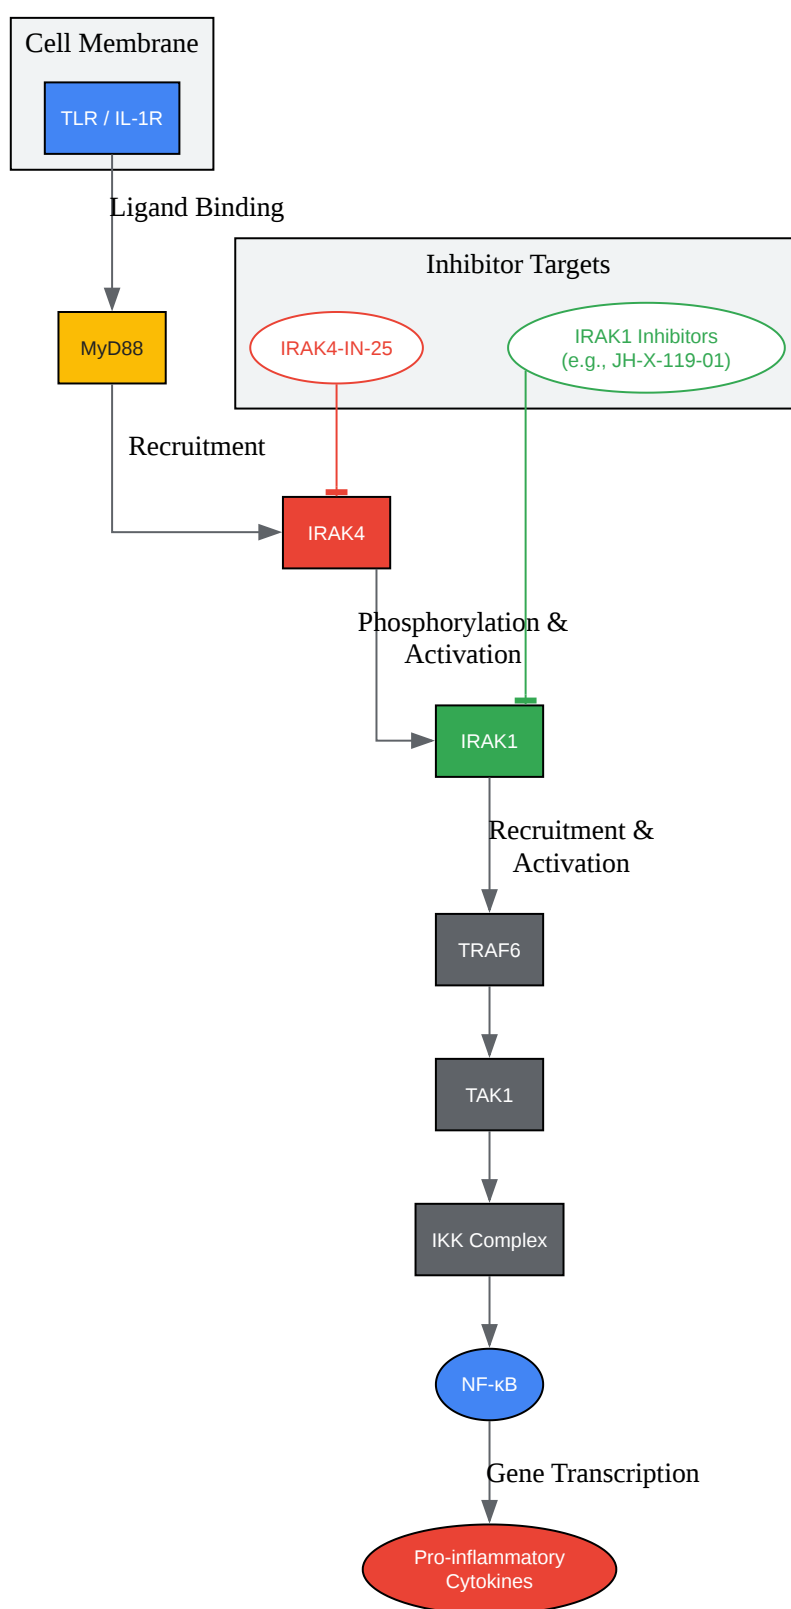 Cell Membrane
TLR / IL-1R
Ligand Binding
Inhibitor Targets
MyD88
IRAK4-IN-25
IRAK1 Inhibitors
(e.g., JH-X-119-01)
Recruitment
IRAK4
Phosphorylation &
Activation
IRAK1
Recruitment &
Activation
TRAF6
TAK1
IKK Complex
NF-κB
Gene Transcription
Pro-inflammatory
Cytokines